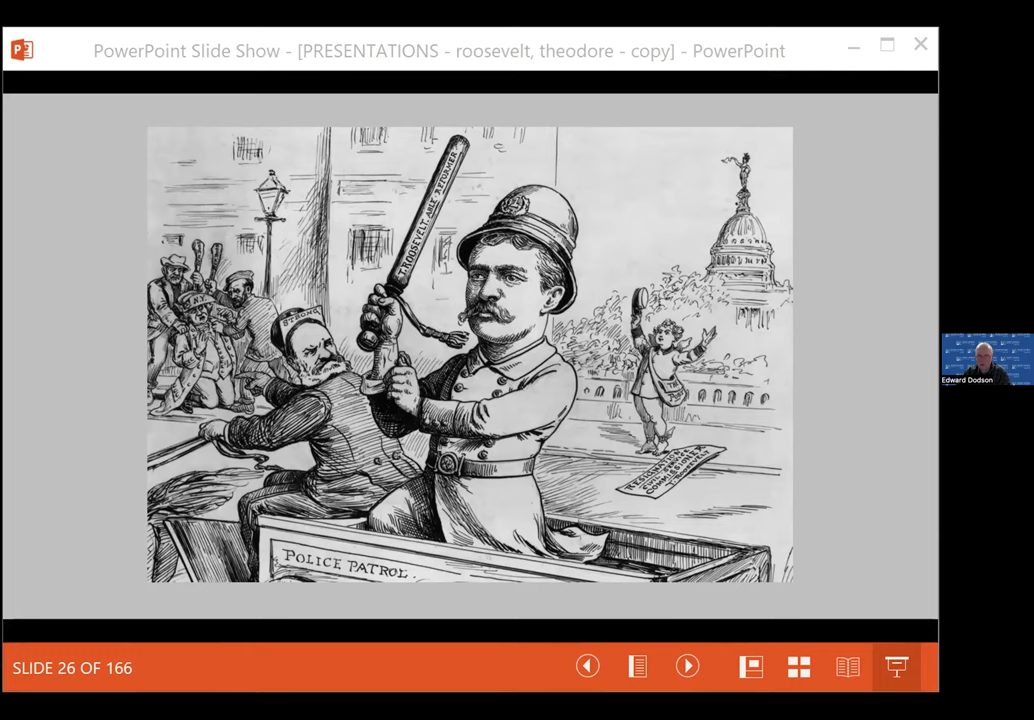 PowerPoint Slide Show - [PRESENTATIONS - roosevelt, theodore - copy] - PowerPoint
T. ROOSEVELT. ABLE REFORMER
STRONG
RESIGNATION
CIVIL SERVICE
COMMISSIONER
T. ROOSEVELT
POLICE PATROL.
Edward Dodson
SLIDE 26 OF 166